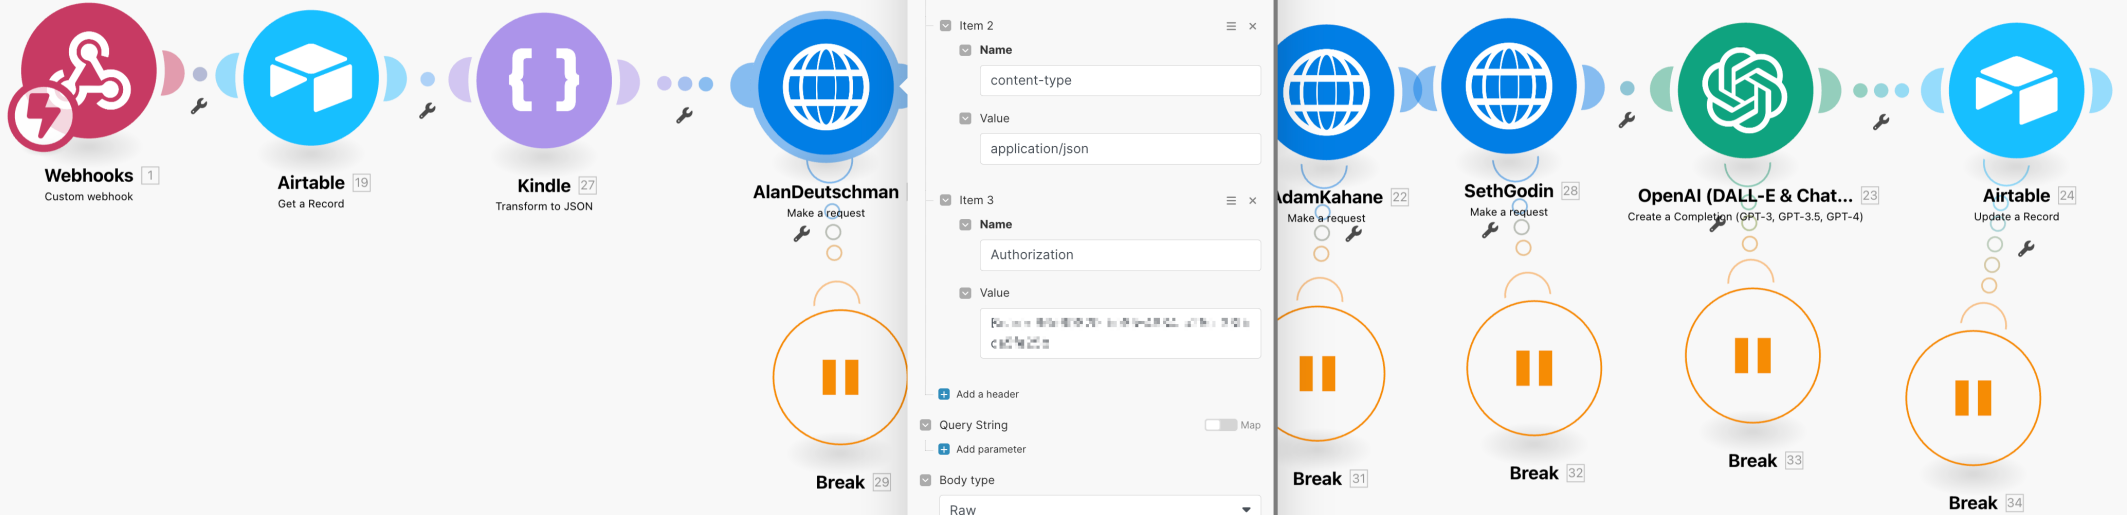 Webhooks 1
Custom webhook
Airtable 19
Get a Record
Kindle 27
Transform to JSON
AlanDeutschman
Make a request
Break 29
Item 2
Name
content-type
Value
application/json
Item 3
Name
Authorization
Value
Add a header
Query String
Map
Add parameter
Body type
Raw
AdamKahane 22
Make a request
Break 31
SethGodin 28
Make a request
Break 32
OpenAI (DALL-E & Chat... 23
Create a Completion (GPT-3, GPT-3.5, GPT-4)
Break 33
Airtable 24
Update a Record
Break 34